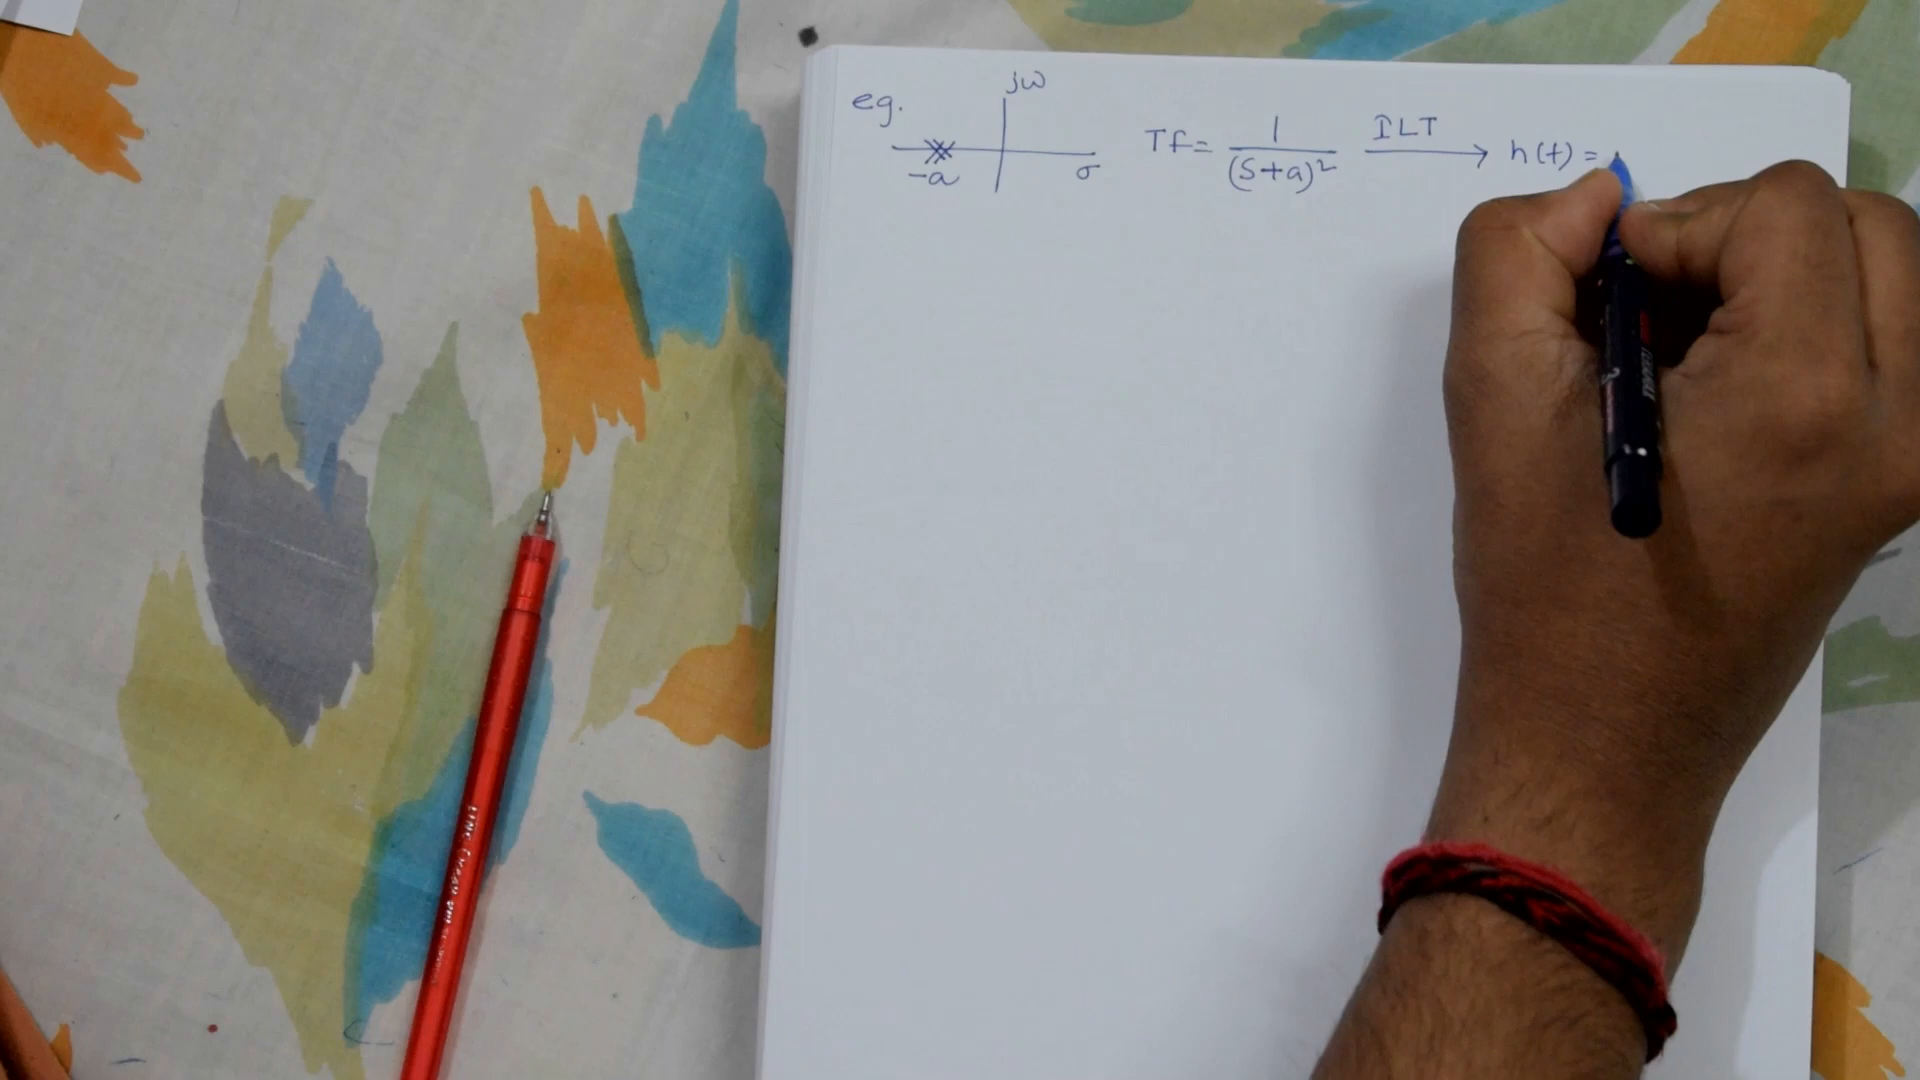 eg.
jω
-a
σ
Tf = 1/(S+a)²
ILT
h(t) =